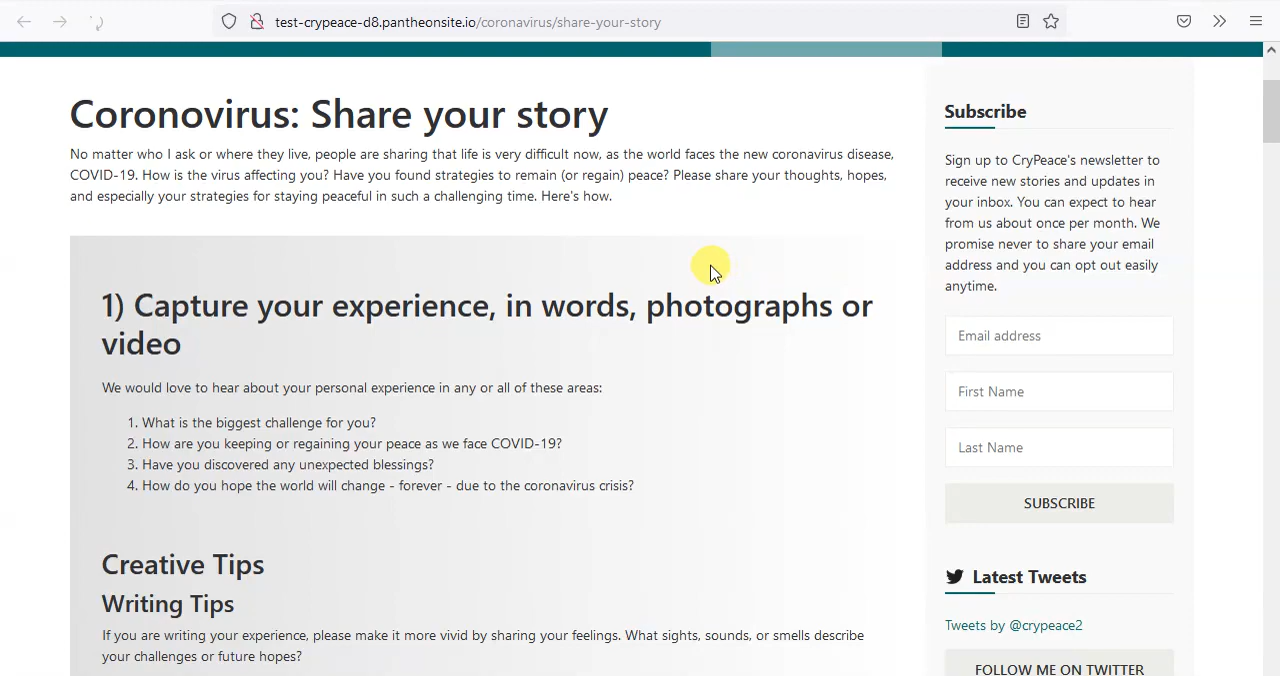 test-crypeace-d8.pantheonsite.io/coronavirus/share-your-story
Coronovirus: Share your story
No matter who I ask or where they live, people are sharing that life is very difficult now, as the world faces the new coronavirus disease,
COVID-19. How is the virus affecting you? Have you found strategies to remain (or regain) peace? Please share your thoughts, hopes,
and especially your strategies for staying peaceful in such a challenging time. Here's how.
1) Capture your experience, in words, photographs or
video
We would love to hear about your personal experience in any or all of these areas:
1. What is the biggest challenge for you?
2. How are you keeping or regaining your peace as we face COVID-19?
3. Have you discovered any unexpected blessings?
4. How do you hope the world will change - forever - due to the coronavirus crisis?
Creative Tips
Writing Tips
If you are writing your experience, please make it more vivid by sharing your feelings. What sights, sounds, or smells describe
your challenges or future hopes?
Subscribe
Sign up to CryPeace's newsletter to
receive new stories and updates in
your inbox. You can expect to hear
from us about once per month. We
promise never to share your email
address and you can opt out easily
anytime.
Email address
First Name
Last Name
SUBSCRIBE
Latest Tweets
Tweets by @crypeace2
FOLLOW ME ON TWITTER